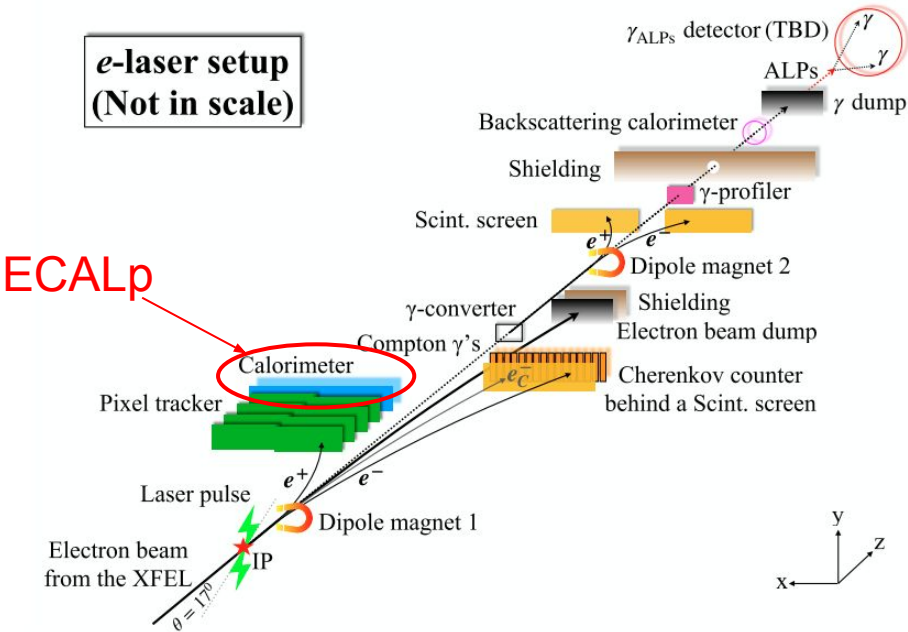 e-laser setup
(Not in scale)
γALPs detector (TBD)
γ
γ
ALPs
γ dump
Backscattering calorimeter
Shielding
γ-profiler
Scint. screen
e+
e−
Dipole magnet 2
ECALp
γ-converter
Shielding
Electron beam dump
Compton γ's
Calorimeter
e−C
Cherenkov counter
behind a Scint. screen
Pixel tracker
e+
e−
Laser pulse
Dipole magnet 1
IP
Electron beam
from the XFEL
θ = 17⁰
y
z
x